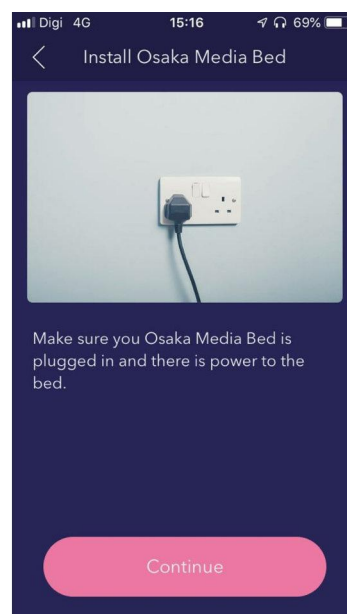 Digi 4G 15:16 69%
Install Osaka Media Bed
Make sure you Osaka Media Bed is
plugged in and there is power to the
bed.
Continue